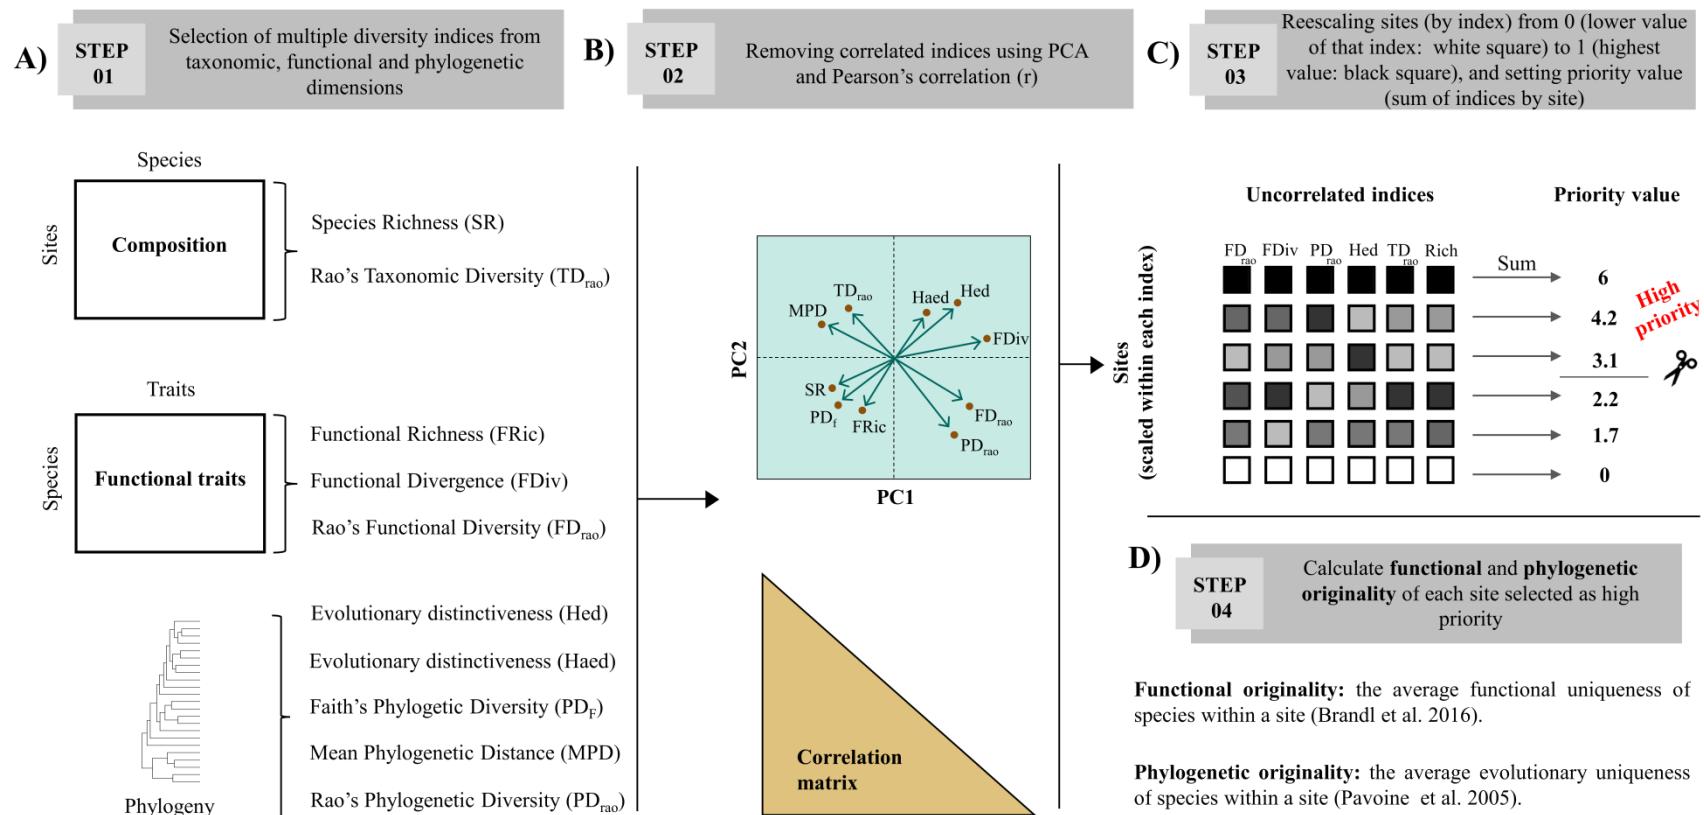 A)
STEP
01
Selection of multiple diversity indices from
taxonomic, functional and phylogenetic
dimensions
Species
Sites
Composition
Species Richness (SR)
Rao's Taxonomic Diversity (TDrao)
Traits
Species
Functional traits
Functional Richness (FRic)
Functional Divergence (FDiv)
Rao's Functional Diversity (FDrao)
Phylogeny
Evolutionary distinctiveness (Hed)
Evolutionary distinctiveness (Haed)
Faith's Phylogetic Diversity (PDF)
Mean Phylogenetic Distance (MPD)
Rao's Phylogenetic Diversity (PDrao)
B)
STEP
02
Removing correlated indices using PCA
and Pearson's correlation (r)
PC2
TDrao
MPD
Haed
Hed
FDiv
SR
PDf
FRic
FDrao
PDrao
PC1
Correlation
matrix
C)
STEP
03
Reescaling sites (by index) from 0 (lower value
of that index: white square) to 1 (highest
value: black square), and setting priority value
(sum of indices by site)
Uncorrelated indices
Priority value
Sites
(scaled within each index)
FDrao FDiv PDrao Hed TDrao Rich
Sum
6
4.2
3.1
2.2
1.7
0
High
priority
D)
STEP
04
Calculate functional and phylogenetic
originality of each site selected as high
priority
Functional originality: the average functional uniqueness of
species within a site (Brandl et al. 2016).
Phylogenetic originality: the average evolutionary uniqueness
of species within a site (Pavoine et al. 2005).